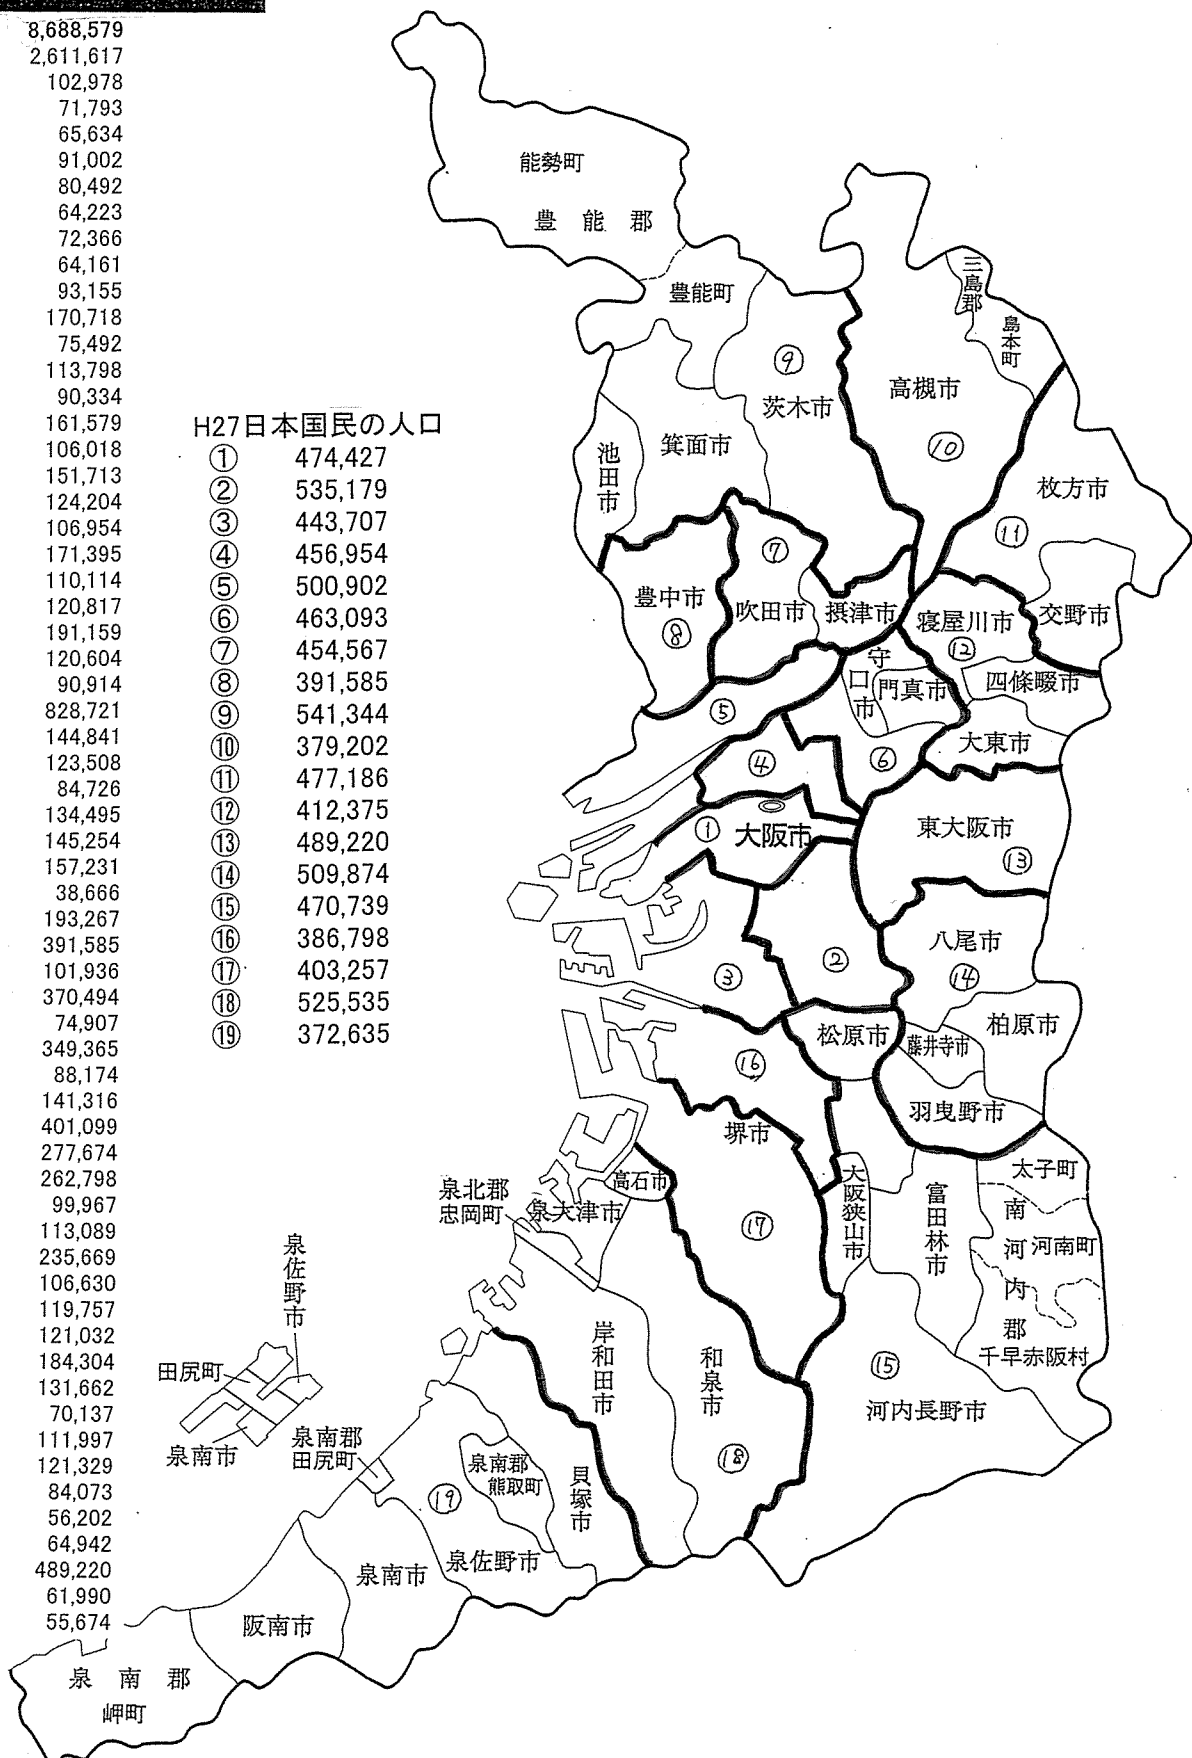 8,688,579
2,611,617
102,978
71,793
65,634
91,002
80,492
64,223
72,366
64,161
93,155
170,718
75,492
113,798
90,334
161,579
106,018
151,713
124,204
106,954
171,395
110,114
120,817
191,159
120,604
90,914
828,721
144,841
123,508
84,726
134,495
145,254
157,231
38,666
193,267
391,585
101,936
370,494
74,907
349,365
88,174
141,316
401,099
277,674
262,798
99,967
113,089
235,669
106,630
119,757
121,032
184,304
131,662
70,137
111,997
121,329
84,073
56,202
64,942
489,220
61,990
55,674
H27日本国民の人口
① 474,427
② 535,179
③ 443,707
④ 456,954
⑤ 500,902
⑥ 463,093
⑦ 454,567
⑧ 391,585
⑨ 541,344
⑩ 379,202
⑪ 477,186
⑫ 412,375
⑬ 489,220
⑭ 509,874
⑮ 470,739
⑯ 386,798
⑰ 403,257
⑱ 525,535
⑲ 372,635
能勢町
豊能郡
豊能町
三島郡
島本町
⑨
茨木市
高槻市
⑩
箕面市
池田市
枚方市
⑪
⑦
豊中市
⑧
吹田市
摂津市
寝屋川市
⑫
交野市
守口市
門真市
四條畷市
⑤
大東市
④
⑥
①
大阪市
東大阪市
⑬
八尾市
⑭
②
③
松原市
藤井寺市
柏原市
⑯
羽曳野市
堺市
太子町
高石市
大阪狭山市
富田林市
南河内郡
河南町
千早赤阪村
泉北郡
忠岡町
泉大津市
⑰
泉佐野市
田尻町
泉南市
岸和田市
和泉市
⑮
河内長野市
⑱
泉南郡
田尻町
泉南郡
熊取町
貝塚市
⑲
泉佐野市
泉南市
阪南市
泉南郡
岬町